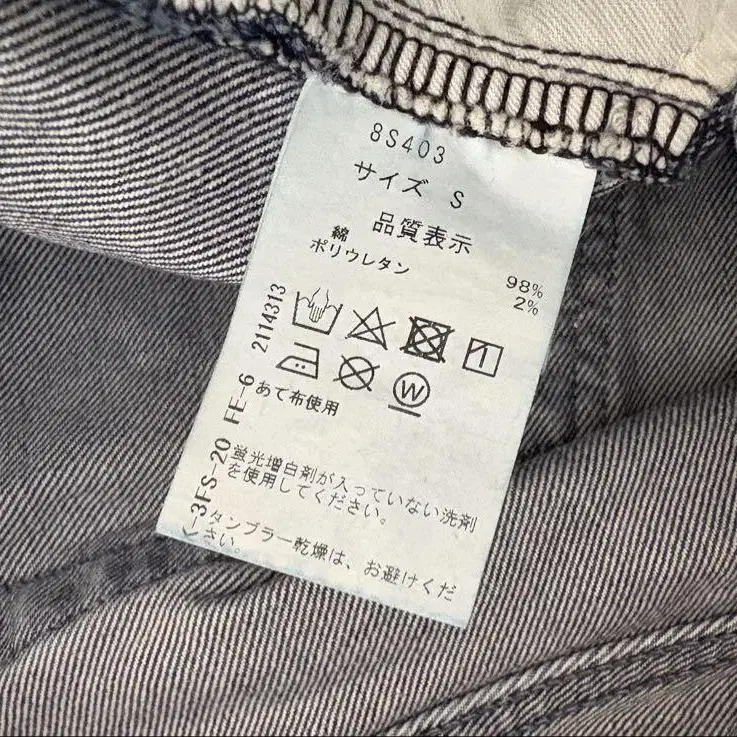 8S403
サイズ S
品質表示
綿 98%
ポリウレタン 2%
2114313
1
W
あて布使用
蛍光増白剤が入っていない洗剤
を使用してください。
タンブラー乾燥は、お避けくだ
さい。
-3FS-20 FE-6